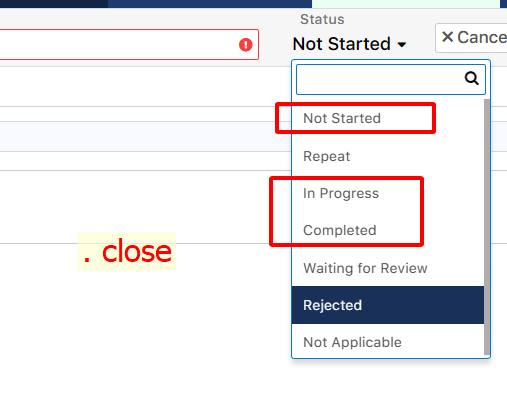 Status
Not Started
Cance
Not Started
Repeat
In Progress
Completed
. close
Waiting for Review
Rejected
Not Applicable